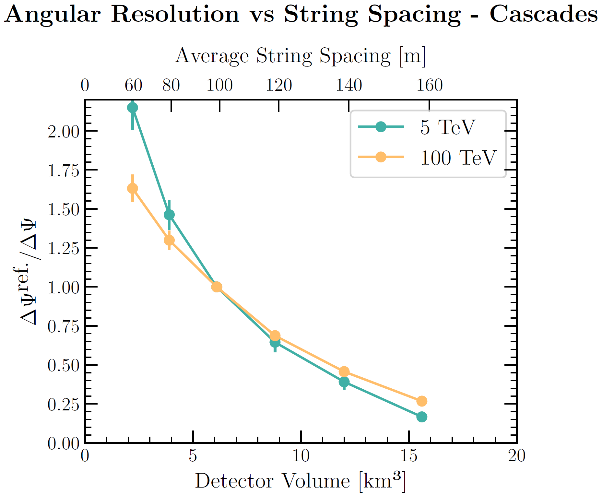 Angular Resolution vs String Spacing - Cascades
Average String Spacing [m]
0 60 80 100 120 140 160
5 TeV
100 TeV
ΔΨ^ref./ΔΨ
2.00
1.75
1.50
1.25
1.00
0.75
0.50
0.25
0.00
0 5 10 15 20
Detector Volume [km³]